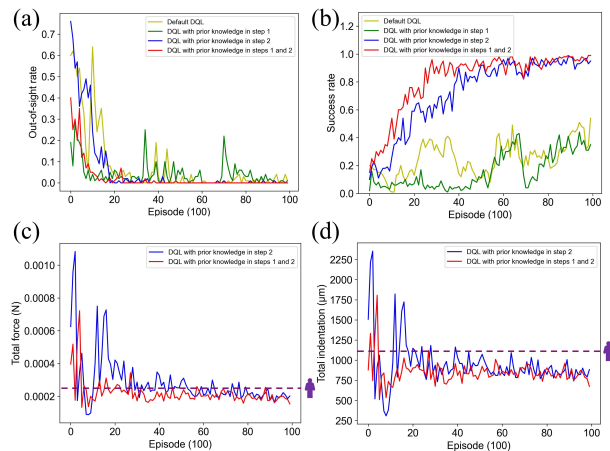 (a)
Default DQL
DQL with prior knowledge in step 1
DQL with prior knowledge in step 2
DQL with prior knowledge in steps 1 and 2
Out-of-sight rate
0.7
0.6
0.5
0.4
0.3
0.2
0.1
0.0
0 20 40 60 80 100
Episode (100)
(b)
Default DQL
DQL with prior knowledge in step 1
DQL with prior knowledge in step 2
DQL with prior knowledge in steps 1 and 2
Success rate
1.2
1.0
0.8
0.6
0.4
0.2
0.0
0 20 40 60 80 100
Episode (100)
(c)
DQL with prior knowledge in step 2
DQL with prior knowledge in steps 1 and 2
Total force (N)
0.0010
0.0008
0.0006
0.0004
0.0002
0 20 40 60 80 100
Episode (100)
(d)
DQL with prior knowledge in step 2
DQL with prior knowledge in steps 1 and 2
Total indentation (μm)
2250
2000
1750
1500
1250
1000
750
500
250
0 20 40 60 80 100
Episode (100)